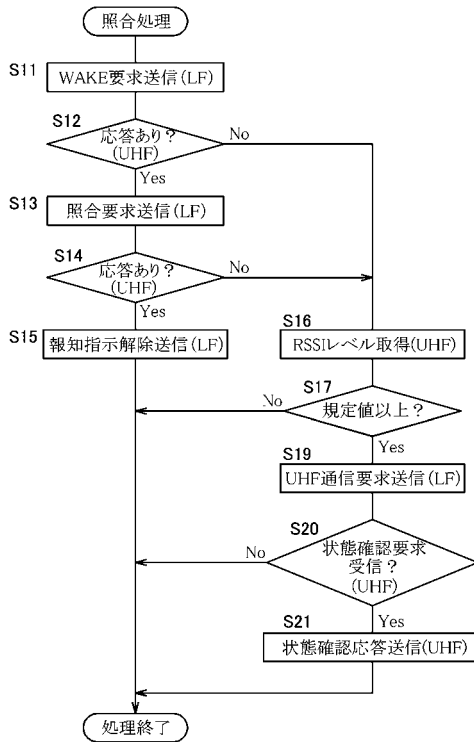 照合処理
S11
WAKE要求送信(LF)
S12
応答あり?
(UHF)
No
Yes
S13
照合要求送信(LF)
S14
応答あり?
(UHF)
No
Yes
S15
報知指示解除送信(LF)
S16
RSSIレベル取得(UHF)
S17
規定値以上?
No
Yes
S19
UHF通信要求送信(LF)
S20
状態確認要求
受信?
(UHF)
No
Yes
S21
状態確認応答送信(UHF)
処理終了